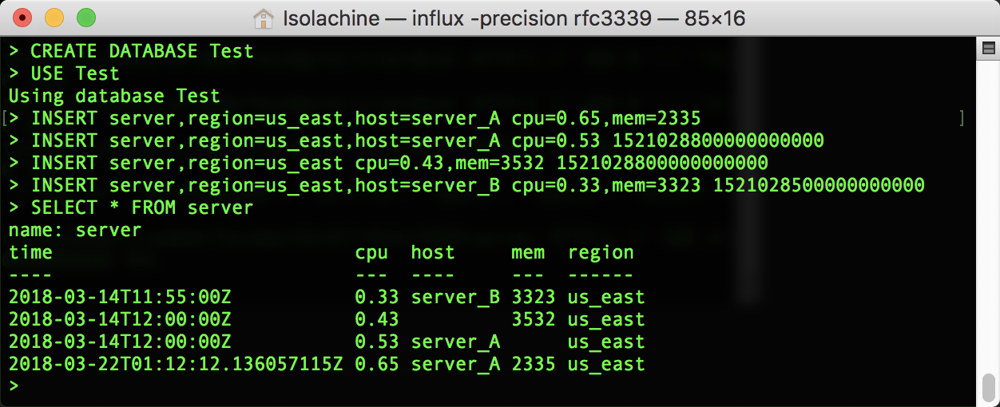 Isolachine — influx -precision rfc3339 — 85×16
> CREATE DATABASE Test
> USE Test
Using database Test
[> INSERT server,region=us_east,host=server_A cpu=0.65,mem=2335 ]
> INSERT server,region=us_east,host=server_A cpu=0.53 1521028800000000000
> INSERT server,region=us_east cpu=0.43,mem=3532 1521028800000000000
> INSERT server,region=us_east,host=server_B cpu=0.33,mem=3323 1521028500000000000
> SELECT * FROM server
name: server
time                           cpu  host     mem  region
----                           ---  ----     ---  ------
2018-03-14T11:55:00Z           0.33 server_B 3323 us_east
2018-03-14T12:00:00Z           0.43          3532 us_east
2018-03-14T12:00:00Z           0.53 server_A      us_east
2018-03-22T01:12:12.136057115Z 0.65 server_A 2335 us_east
>